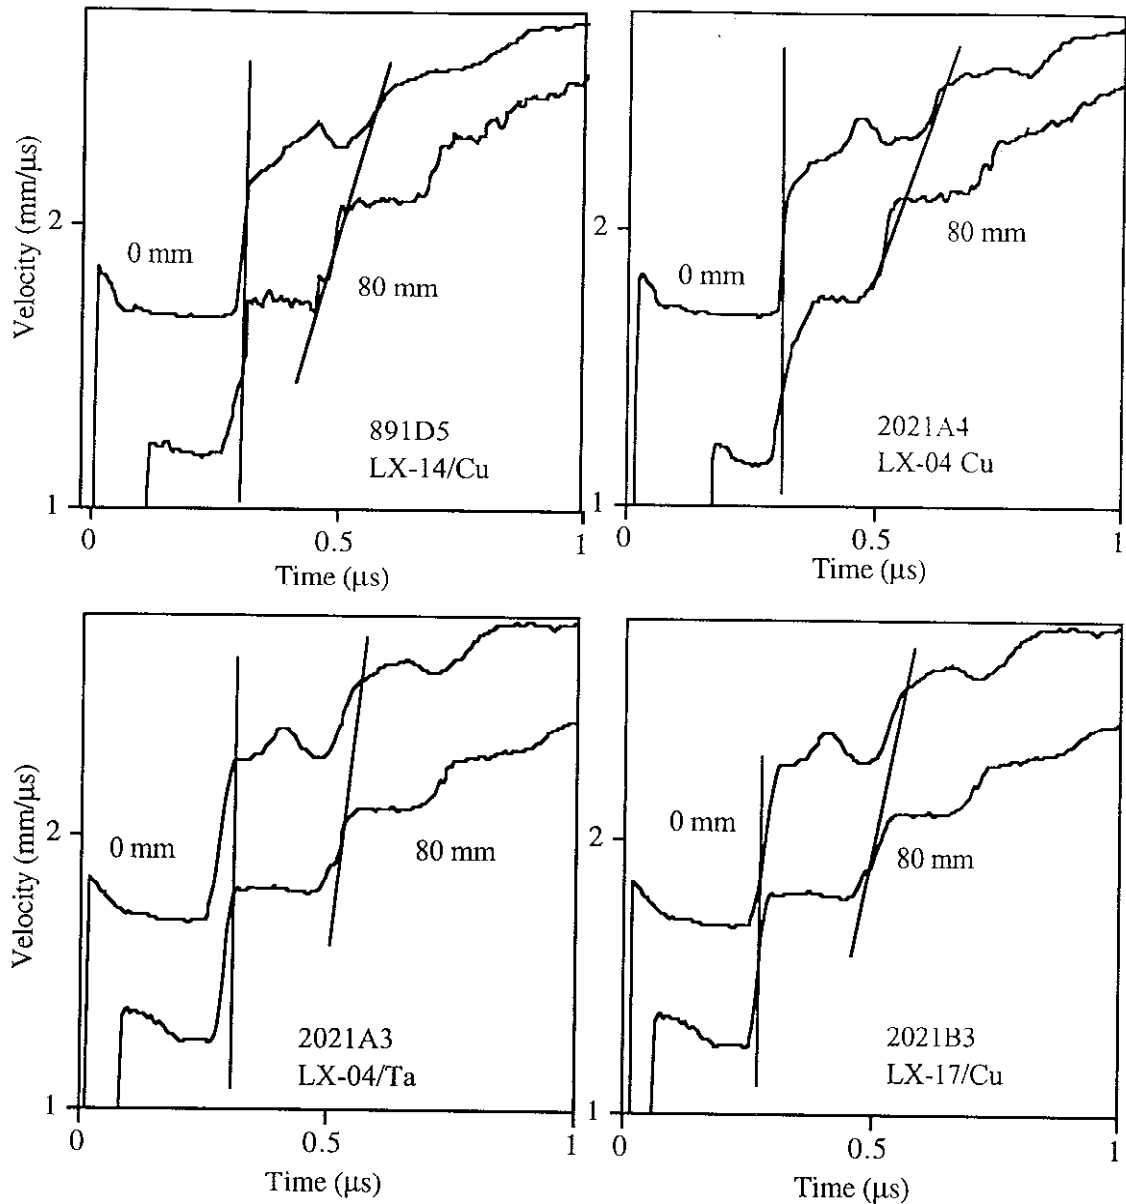 Velocity (mm/μs)
2
1
0 mm
80 mm
891D5
LX-14/Cu
0
0.5
1
Time (μs)
2
1
0 mm
80 mm
2021A4
LX-04 Cu
0
0.5
1
Time (μs)
Velocity (mm/μs)
2
1
0 mm
80 mm
2021A3
LX-04/Ta
0
0.5
1
Time (μs)
2
1
0 mm
80 mm
2021B3
LX-17/Cu
0
0.5
1
Time (μs)